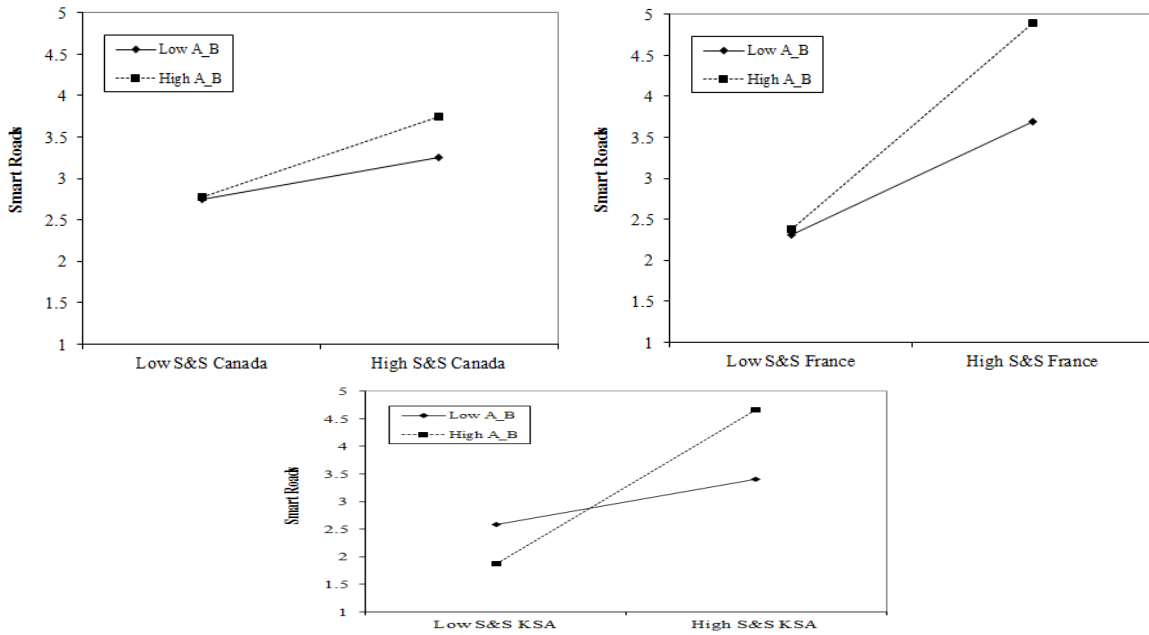 Smart Roads
5
4.5
4
3.5
3
2.5
2
1.5
1
Low A_B
High A_B
Low S&S Canada
High S&S Canada
Smart Roads
5
4.5
4
3.5
3
2.5
2
1.5
1
Low A_B
High A_B
Low S&S France
High S&S France
Smart Roads
5
4.5
4
3.5
3
2.5
2
1.5
1
Low A_B
High A_B
Low S&S KSA
High S&S KSA